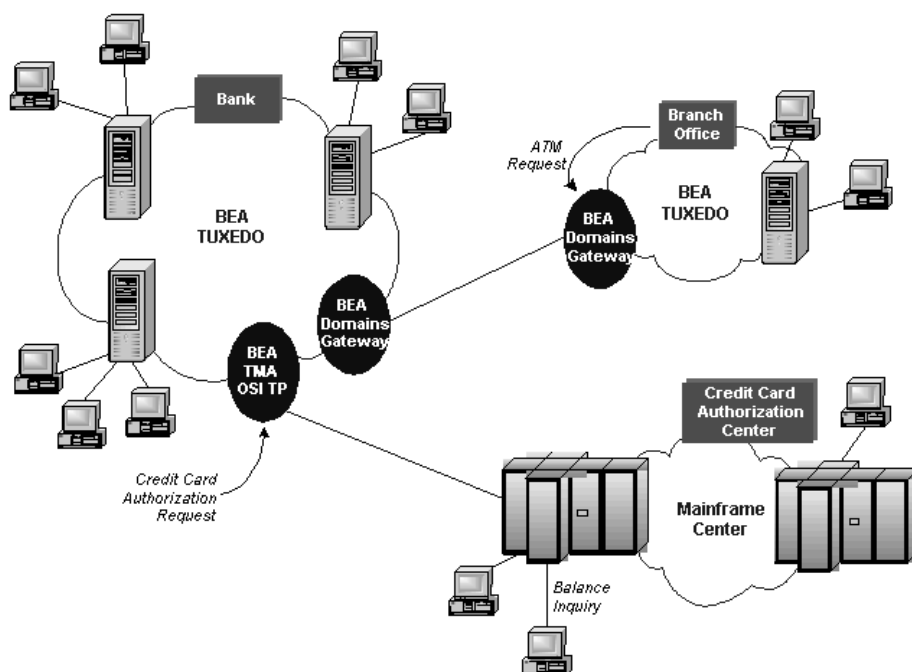 Bank
BEA
TUXEDO
BEA
Domains
Gateway
BEA
TMA
OSI TP
Credit Card
Authorization
Request
ATM
Request
Branch
Office
BEA
TUXEDO
BEA
Domains
Gateway
Credit Card
Authorization
Center
Mainframe
Center
Balance
Inquiry